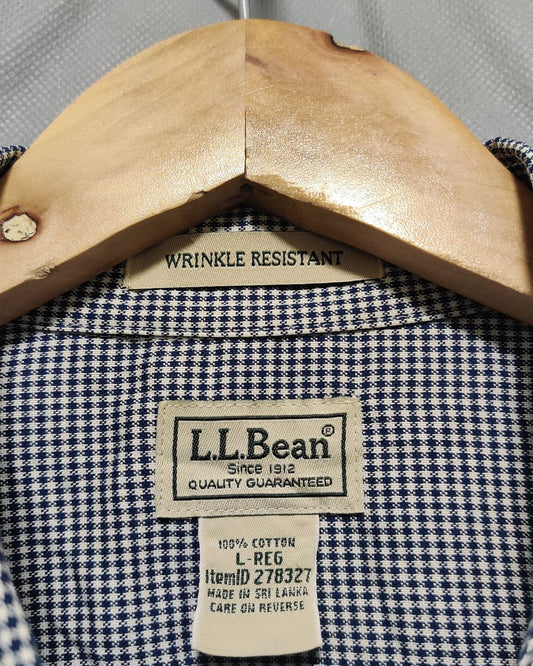 WRINKLE RESISTANT
L.L.Bean®
Since 1912
QUALITY GUARANTEED
100% COTTON
L-REG
ItemID 278327
MADE IN SRI LANKA
CARE ON REVERSE